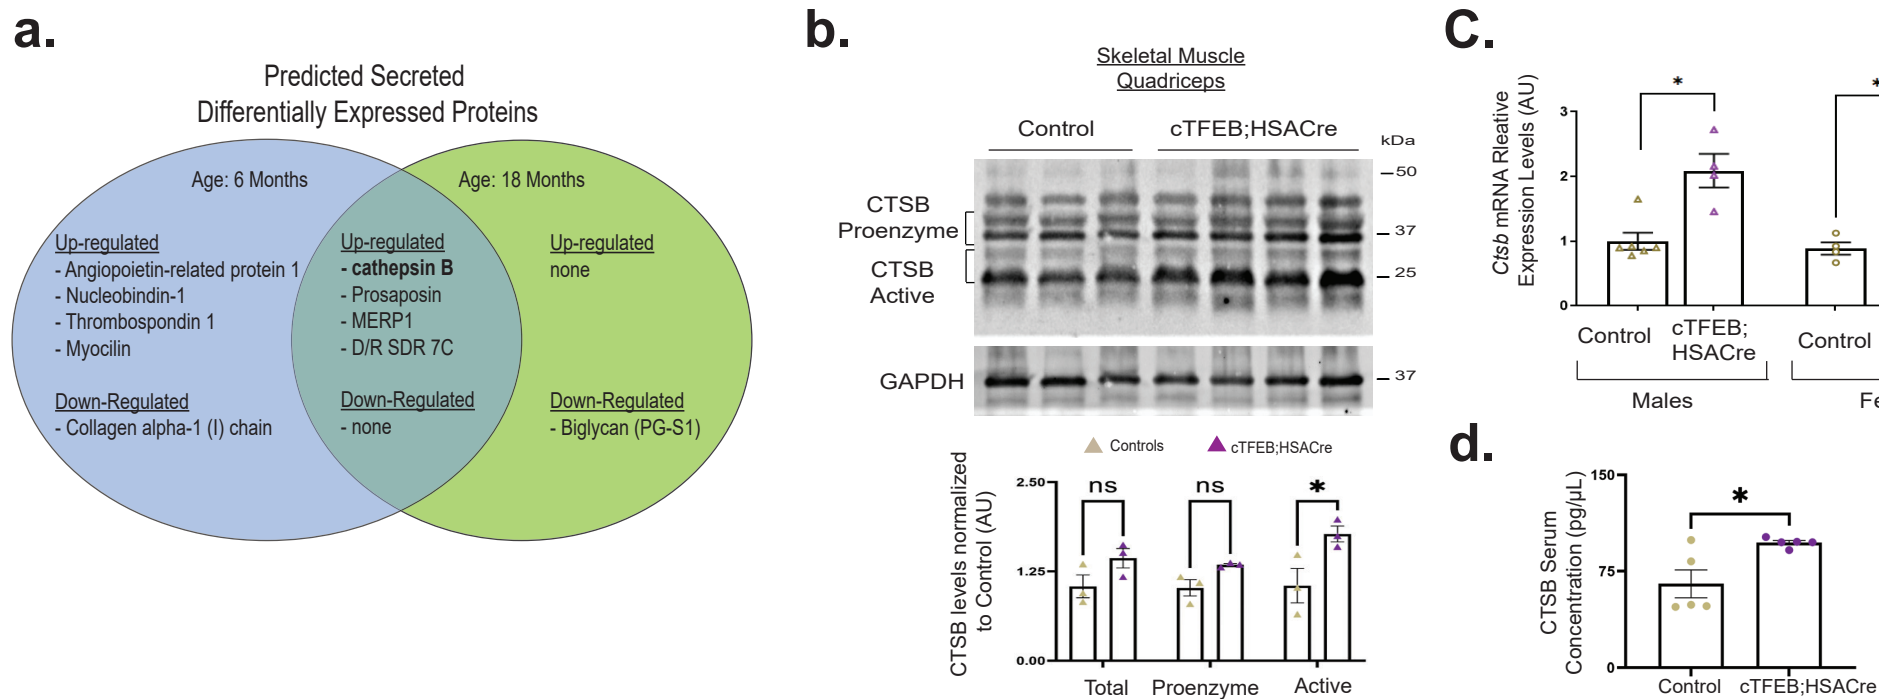 a.
Predicted Secreted
Differentially Expressed Proteins
Age: 6 Months
Up-regulated
- Angiopoietin-related protein 1
- Nucleobindin-1
- Thrombospondin 1
- Myocilin
Down-Regulated
- Collagen alpha-1 (I) chain
Up-regulated
- cathepsin B
- Prosaposin
- MERP1
- D/R SDR 7C
Down-Regulated
- none
Age: 18 Months
Up-regulated
none
Down-Regulated
- Biglycan (PG-S1)
b.
Skeletal Muscle
Quadriceps
Control
cTFEB;HSACre
kDa
50
CTSB
Proenzyme
37
CTSB
Active
25
GAPDH
37
Controls
cTFEB;HSACre
CTSB levels normalized
to Control (AU)
2.50
1.25
0.00
ns
ns
*
Total
Proenzyme
Active
C.
Ctsb mRNA Rleative
Expression Levels (AU)
3
2
1
0
*
*
Control
cTFEB;
HSACre
Control
Males
Fe
d.
CTSB Serum
Concentration (pg/µL)
150
75
0
*
Control
cTFEB;HSACre